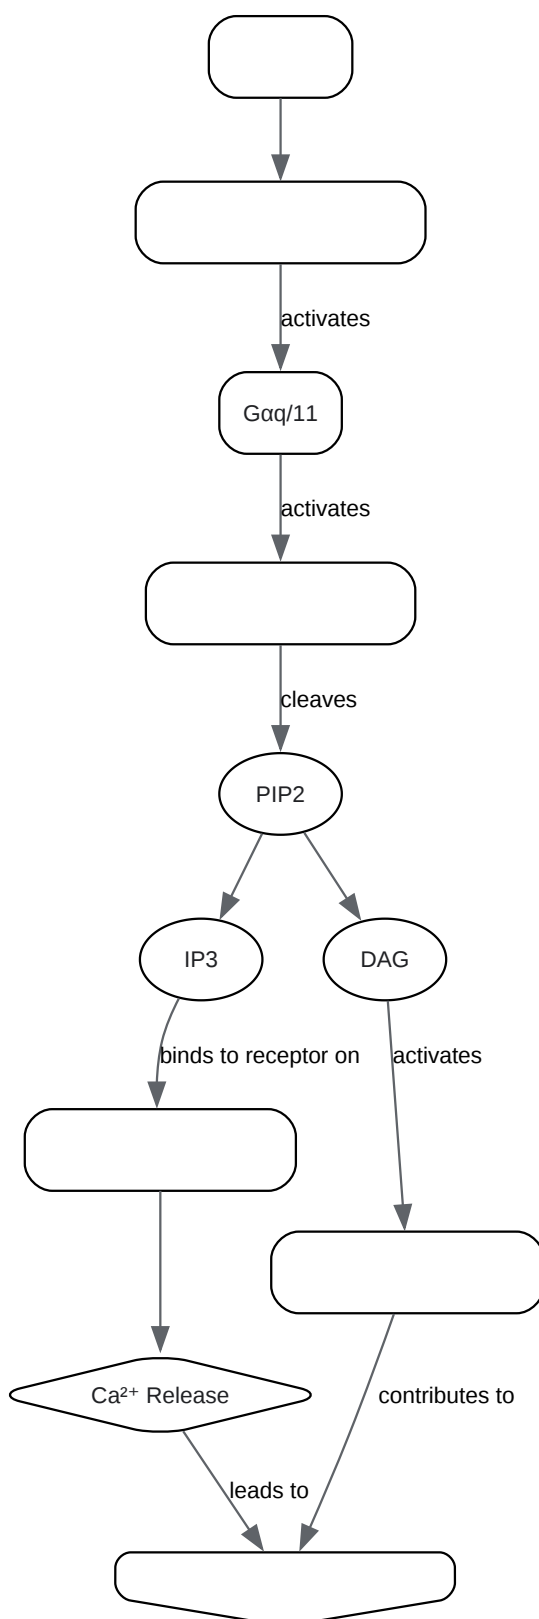 activates
Gαq/11
activates
cleaves
PIP2
IP3
DAG
binds to receptor on
activates
Ca²⁺ Release
contributes to
leads to